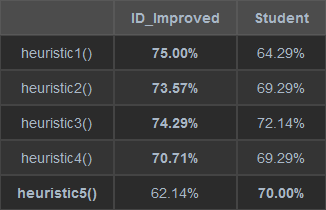 ID_Improved Student
heuristic1() 75.00% 64.29%
heuristic2() 73.57% 69.29%
heuristic3() 74.29% 72.14%
heuristic4() 70.71% 69.29%
heuristic5() 62.14% 70.00%